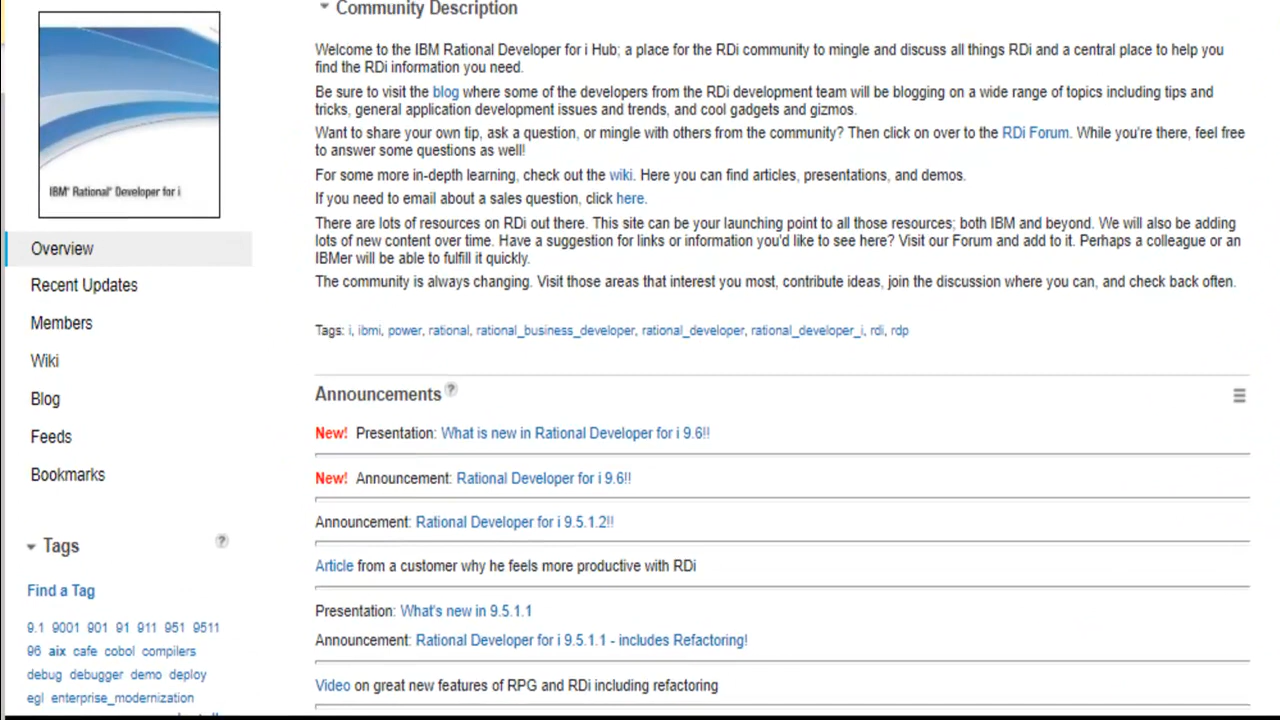 IBM® Rational® Developer for i
Overview
Recent Updates
Members
Wiki
Blog
Feeds
Bookmarks
Tags ?
Find a Tag
9.1 9001 901 91 911 951 9511
96 aix cafe cobol compilers
debug debugger demo deploy
egl enterprise_modernization
Community Description
Welcome to the IBM Rational Developer for i Hub; a place for the RDi community to mingle and discuss all things RDi and a central place to help you
find the RDi information you need.
Be sure to visit the blog where some of the developers from the RDi development team will be blogging on a wide range of topics including tips and
tricks, general application development issues and trends, and cool gadgets and gizmos.
Want to share your own tip, ask a question, or mingle with others from the community? Then click on over to the RDi Forum. While you're there, feel free
to answer some questions as well!
For some more in-depth learning, check out the wiki. Here you can find articles, presentations, and demos.
If you need to email about a sales question, click here.
There are lots of resources on RDi out there. This site can be your launching point to all those resources; both IBM and beyond. We will also be adding
lots of new content over time. Have a suggestion for links or information you'd like to see here? Visit our Forum and add to it. Perhaps a colleague or an
IBMer will be able to fulfill it quickly.
The community is always changing. Visit those areas that interest you most, contribute ideas, join the discussion where you can, and check back often.
Tags: i, ibmi, power, rational, rational_business_developer, rational_developer, rational_developer_i, rdi, rdp
Announcements ?
New! Presentation: What is new in Rational Developer for i 9.6!!
New! Announcement: Rational Developer for i 9.6!!
Announcement: Rational Developer for i 9.5.1.2!!
Article from a customer why he feels more productive with RDi
Presentation: What's new in 9.5.1.1
Announcement: Rational Developer for i 9.5.1.1 - includes Refactoring!
Video on great new features of RPG and RDi including refactoring